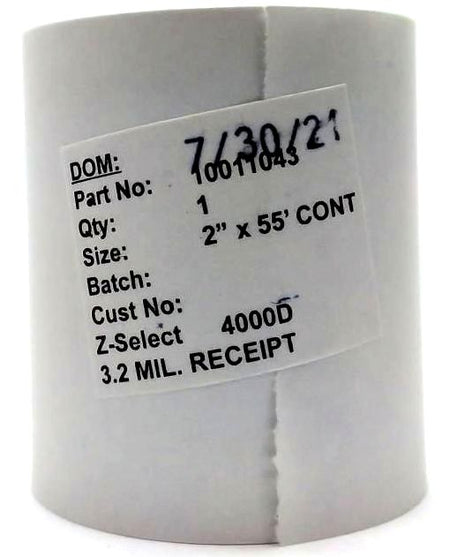 DOM: 7/30/21
Part No: 10011043
Qty: 1
Size: 2" x 55' CONT
Batch:
Cust No:
Z-Select 4000D
3.2 MIL. RECEIPT